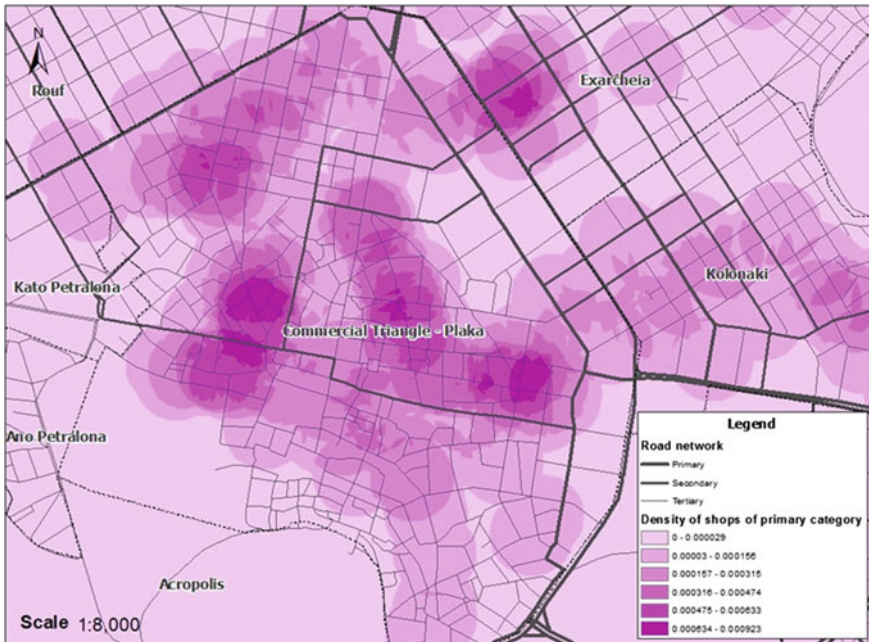 N
Rouf
Exarcheia
Kato Petralona
Kolonaki
Commercial Triangle - Plaka
Ano Petralona
Acropolis
Scale 1:8,000
Legend
Road network
Primary
Secondary
Tertiary
Density of shops of primary category
0 - 0.000029
0.00003 - 0.000156
0.000157 - 0.000315
0.000316 - 0.000474
0.000475 - 0.000633
0.000634 - 0.000923